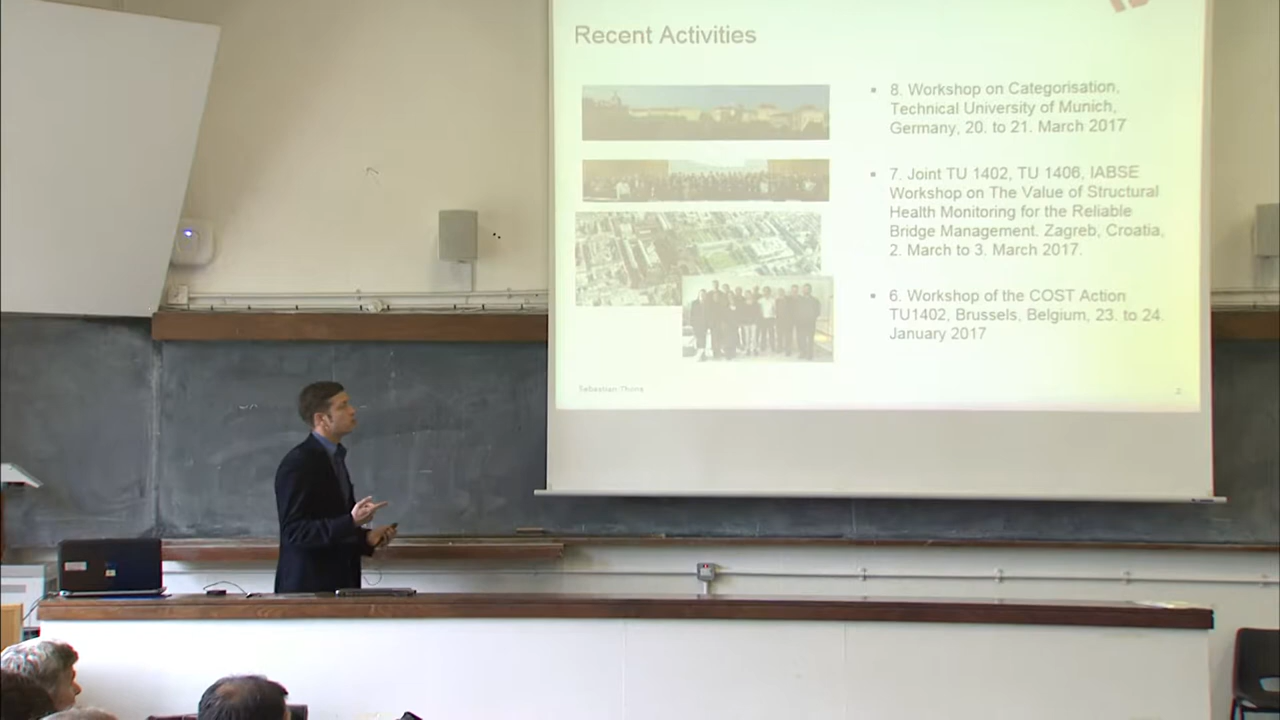 Recent Activities
8. Workshop on Categorisation,
Technical University of Munich,
Germany, 20. to 21. March 2017
7. Joint TU 1402, TU 1406, IABSE
Workshop on The Value of Structural
Health Monitoring for the Reliable
Bridge Management. Zagreb, Croatia,
2. March to 3. March 2017.
6. Workshop of the COST Action
TU1402, Brussels, Belgium, 23. to 24.
January 2017
Sebastian Thöns